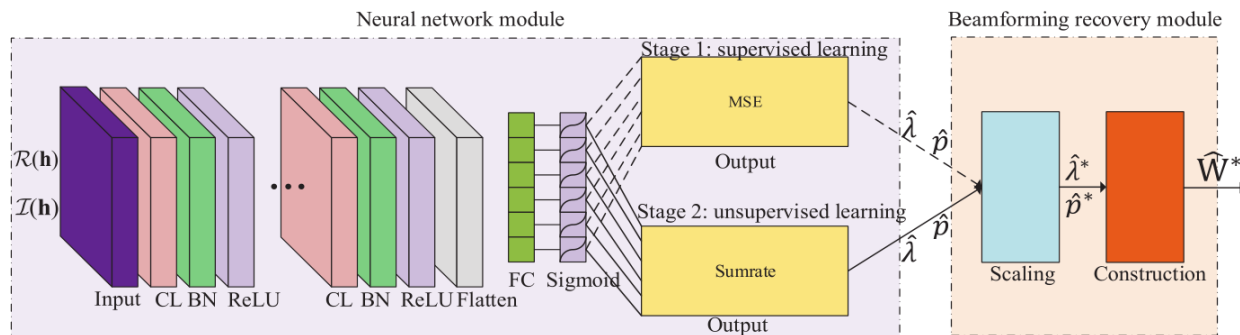 Neural network module
Beamforming recovery module
Stage 1: supervised learning
MSE
Output
ℛ(𝐡)
ℐ(𝐡)
Stage 2: unsupervised learning
Sumrate
Output
Input
CL
BN
ReLU
CL
BN
ReLU
Flatten
FC
Sigmoid
λ̂
p̂
λ̂
p̂
λ̂*
p̂*
Ŵ*
Scaling
Construction